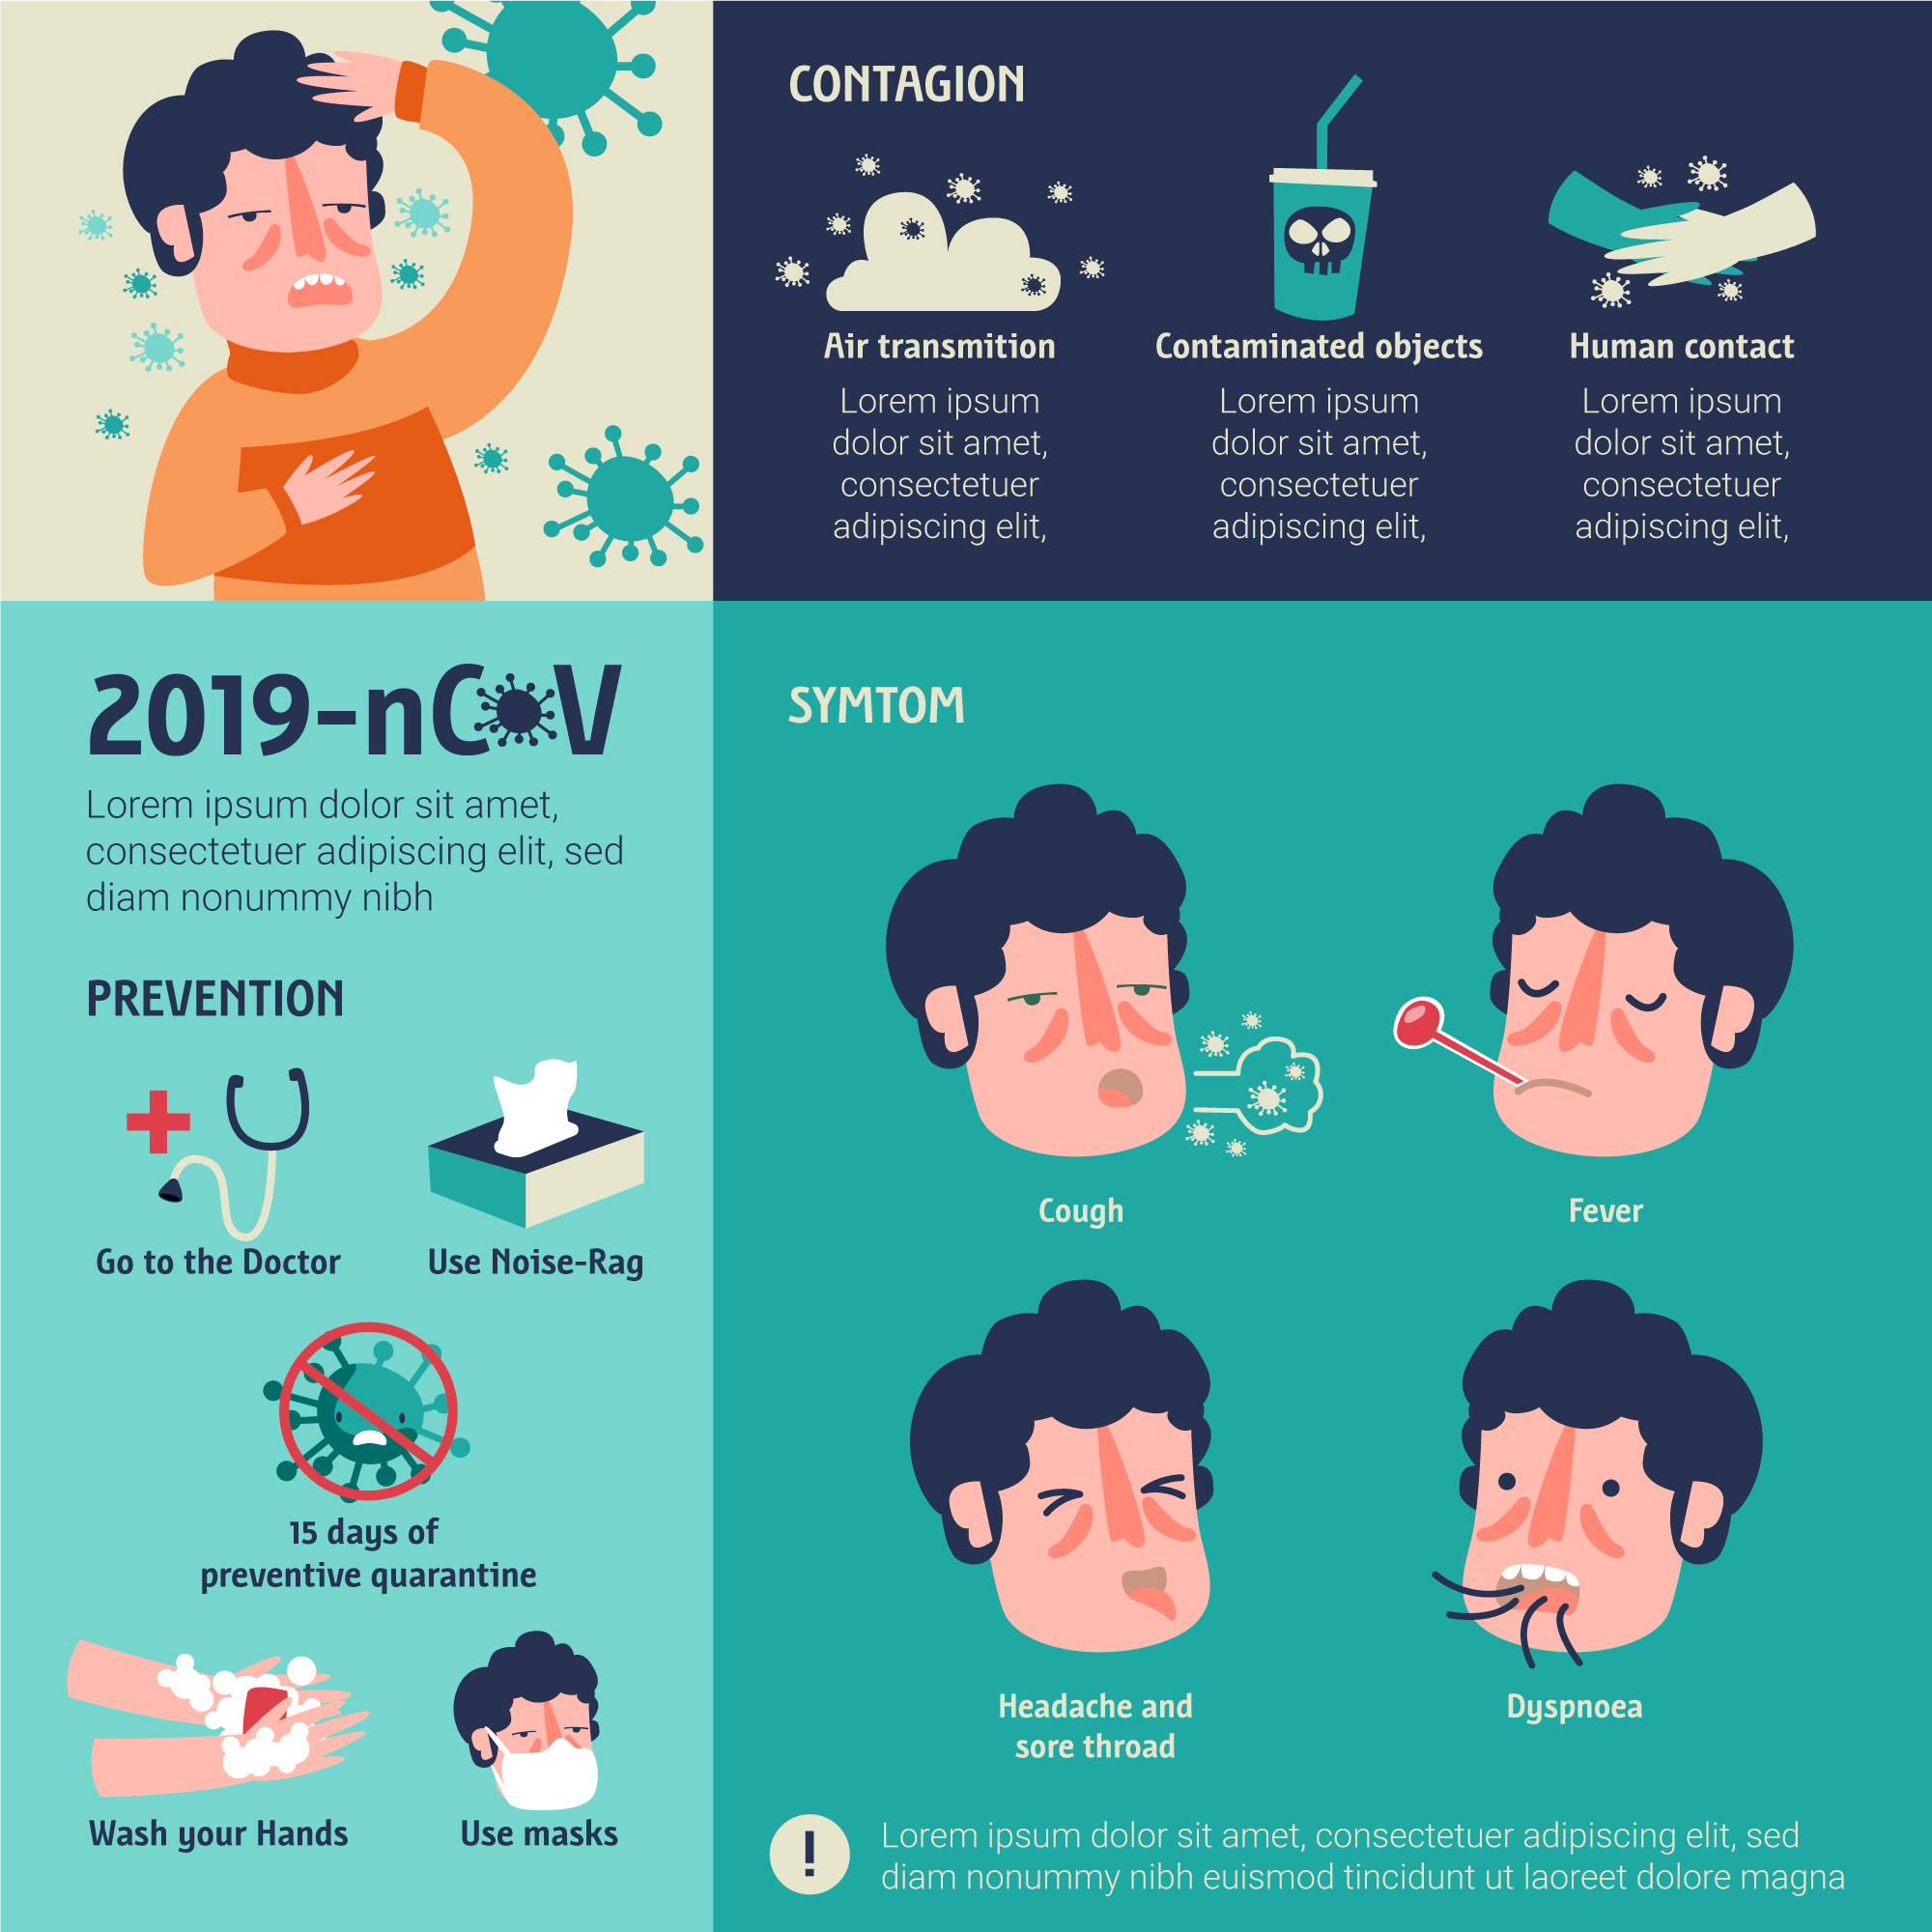 CONTAGION
Air transmition
Lorem ipsum
dolor sit amet,
consectetuer
adipiscing elit,
Contaminated objects
Lorem ipsum
dolor sit amet,
consectetuer
adipiscing elit,
Human contact
Lorem ipsum
dolor sit amet,
consectetuer
adipiscing elit,
2019-nCoV
Lorem ipsum dolor sit amet,
consectetuer adipiscing elit, sed
diam nonummy nibh
PREVENTION
Go to the Doctor
Use Noise-Rag
15 days of
preventive quarantine
Wash your Hands
Use masks
SYMTOM
Cough
Fever
Headache and
sore throad
Dyspnoea
!
Lorem ipsum dolor sit amet, consectetuer adipiscing elit, sed
diam nonummy nibh euismod tincidunt ut laoreet dolore magna